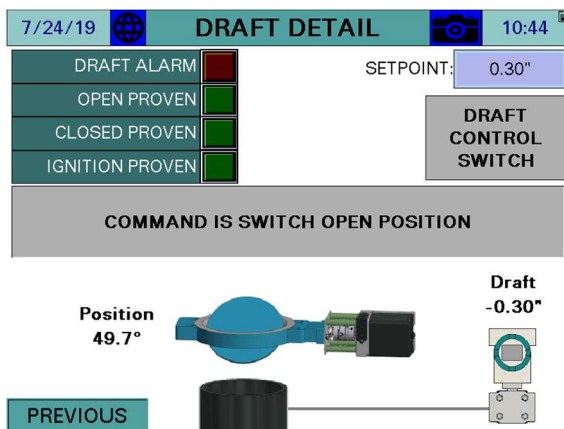 7/24/19 DRAFT DETAIL 10:44
DRAFT ALARM
SETPOINT: 0.30"
OPEN PROVEN
CLOSED PROVEN
IGNITION PROVEN
DRAFT
CONTROL
SWITCH
COMMAND IS SWITCH OPEN POSITION
Position
49.7°
Draft
-0.30"
PREVIOUS